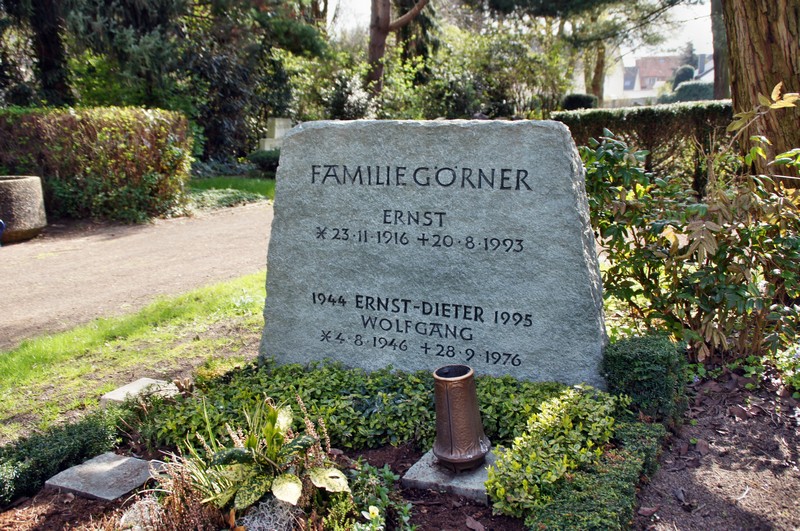 FAMILIE GÖRNER
ERNST
* 23·11·1916 + 20·8·1993
1944 ERNST-DIETER 1995
WOLFGANG
* 4·8·1946 + 28·9·1976